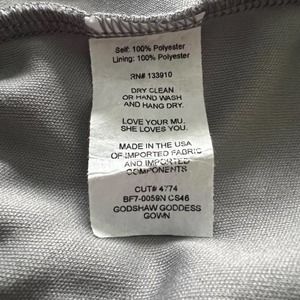 Self: 100% Polyester
Lining: 100% Polyester
RN# 133910
DRY CLEAN
OR HAND WASH
AND HANG DRY.
LOVE YOUR MU.
SHE LOVES YOU.
MADE IN THE USA
OF IMPORTED FABRIC
AND IMPORTED
COMPONENTS
CUT# 4774
BF7-0059N CS46
GODSHAW GODDESS
GOWN